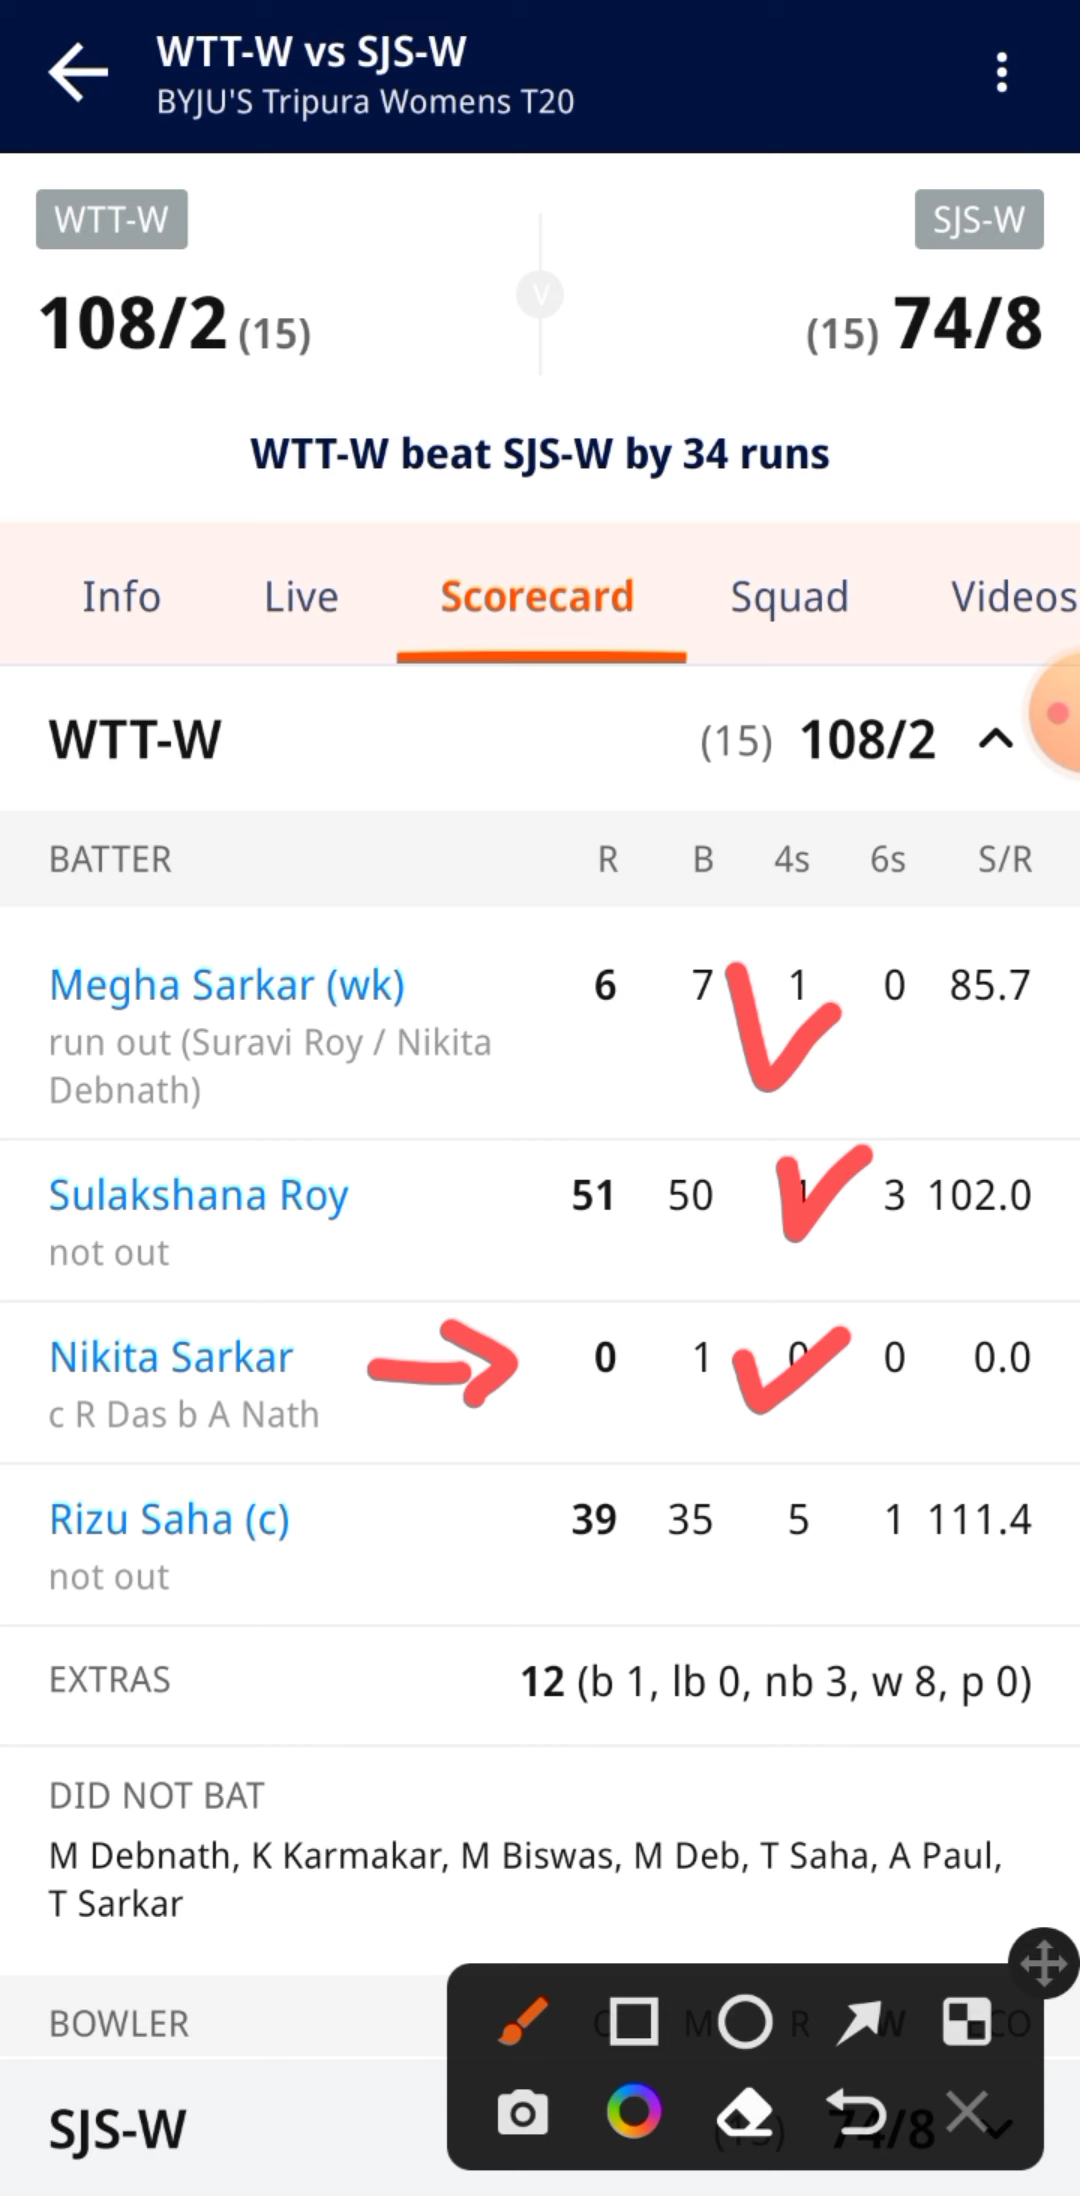 WTT-W vs SJS-W
BYJU'S Tripura Womens T20
WTT-W SJS-W
108/2 (15) V (15) 74/8
WTT-W beat SJS-W by 34 runs
Info Live Scorecard Squad Videos
WTT-W (15) 108/2
BATTER R B 4s 6s S/R
Megha Sarkar (wk) 6 7 1 0 85.7
run out (Suravi Roy / Nikita
Debnath)
Sulakshana Roy 51 50 3 102.0
not out
Nikita Sarkar 0 1 0 0 0.0
c R Das b A Nath
Rizu Saha (c) 39 35 5 1 111.4
not out
EXTRAS 12 (b 1, lb 0, nb 3, w 8, p 0)
DID NOT BAT
M Debnath, K Karmakar, M Biswas, M Deb, T Saha, A Paul,
T Sarkar
BOWLER M R W
SJS-W (15) 74/8